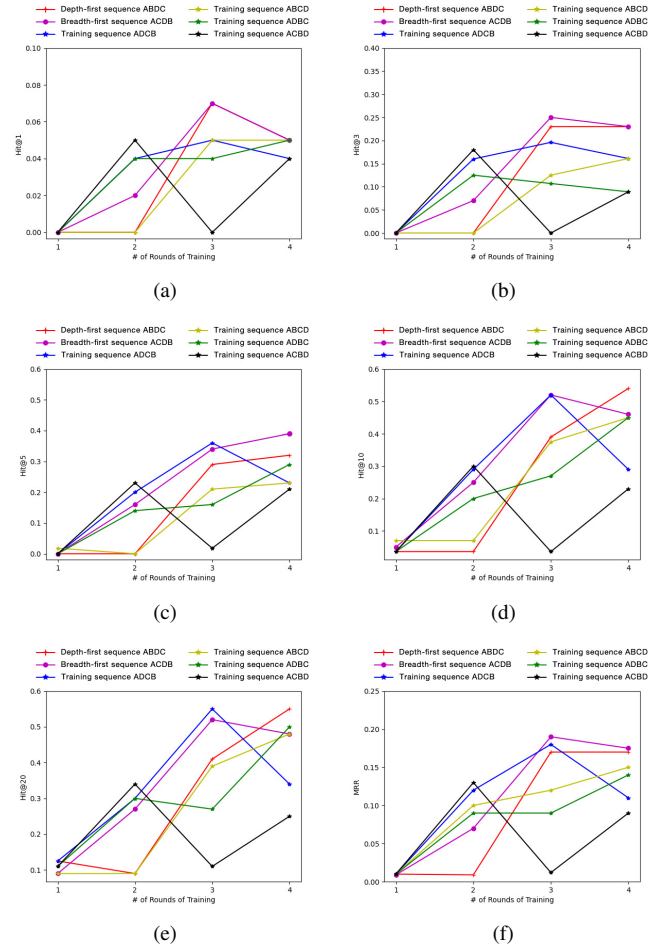 Depth-first sequence ABDC
Breadth-first sequence ACDB
Training sequence ADCB
Training sequence ABCD
Training sequence ADBC
Training sequence ACBD
0.10
0.08
0.06
0.04
0.02
0.00
Hit@1
1 2 3 4
# of Rounds of Training
(a)
Depth-first sequence ABDC
Breadth-first sequence ACDB
Training sequence ADCB
Training sequence ABCD
Training sequence ADBC
Training sequence ACBD
0.40
0.35
0.30
0.25
0.20
0.15
0.10
0.05
0.00
Hit@3
1 2 3 4
# of Rounds of Training
(b)
Depth-first sequence ABDC
Breadth-first sequence ACDB
Training sequence ADCB
Training sequence ABCD
Training sequence ADBC
Training sequence ACBD
0.6
0.5
0.4
0.3
0.2
0.1
0.0
Hit@5
1 2 3 4
# of Rounds of Training
(c)
Depth-first sequence ABDC
Breadth-first sequence ACDB
Training sequence ADCB
Training sequence ABCD
Training sequence ADBC
Training sequence ACBD
0.6
0.5
0.4
0.3
0.2
0.1
Hit@10
1 2 3 4
# of Rounds of Training
(d)
Depth-first sequence ABDC
Breadth-first sequence ACDB
Training sequence ADCB
Training sequence ABCD
Training sequence ADBC
Training sequence ACBD
0.6
0.5
0.4
0.3
0.2
0.1
Hit@20
1 2 3 4
# of Rounds of Training
(e)
Depth-first sequence ABDC
Breadth-first sequence ACDB
Training sequence ADCB
Training sequence ABCD
Training sequence ADBC
Training sequence ACBD
0.25
0.20
0.15
0.10
0.05
0.00
MRR
1 2 3 4
# of Rounds of Training
(f)